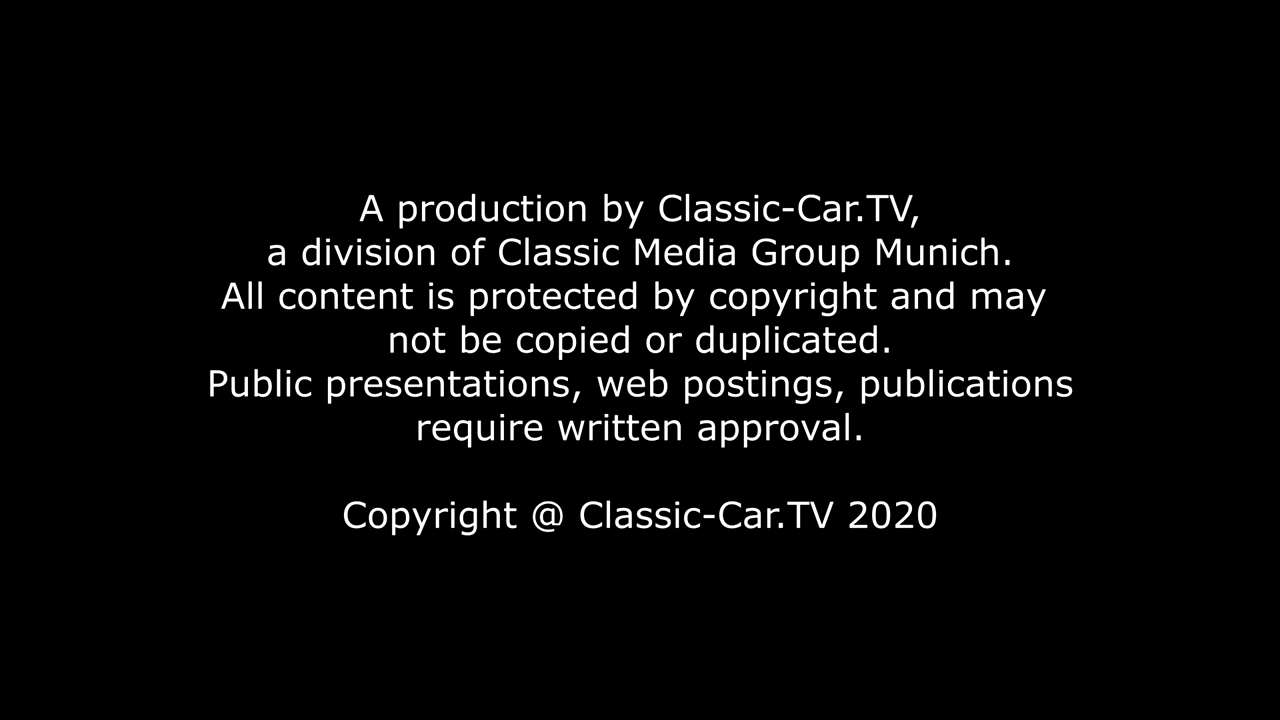 A production by Classic-Car.TV,
a division of Classic Media Group Munich.
All content is protected by copyright and may
not be copied or duplicated.
Public presentations, web postings, publications
require written approval.
Copyright @ Classic-Car.TV 2020